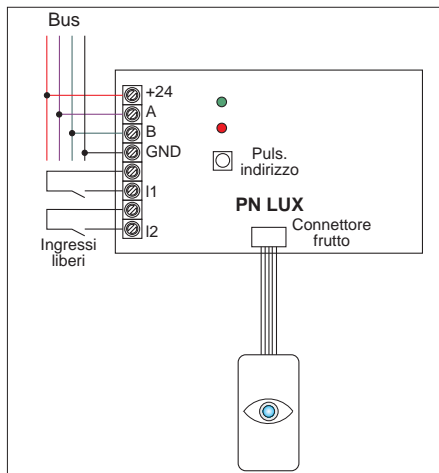 Bus
+24
A
B
GND
I1
I2
Ingressi
liberi
Puls.
indirizzo
PN LUX
Connettore
frutto